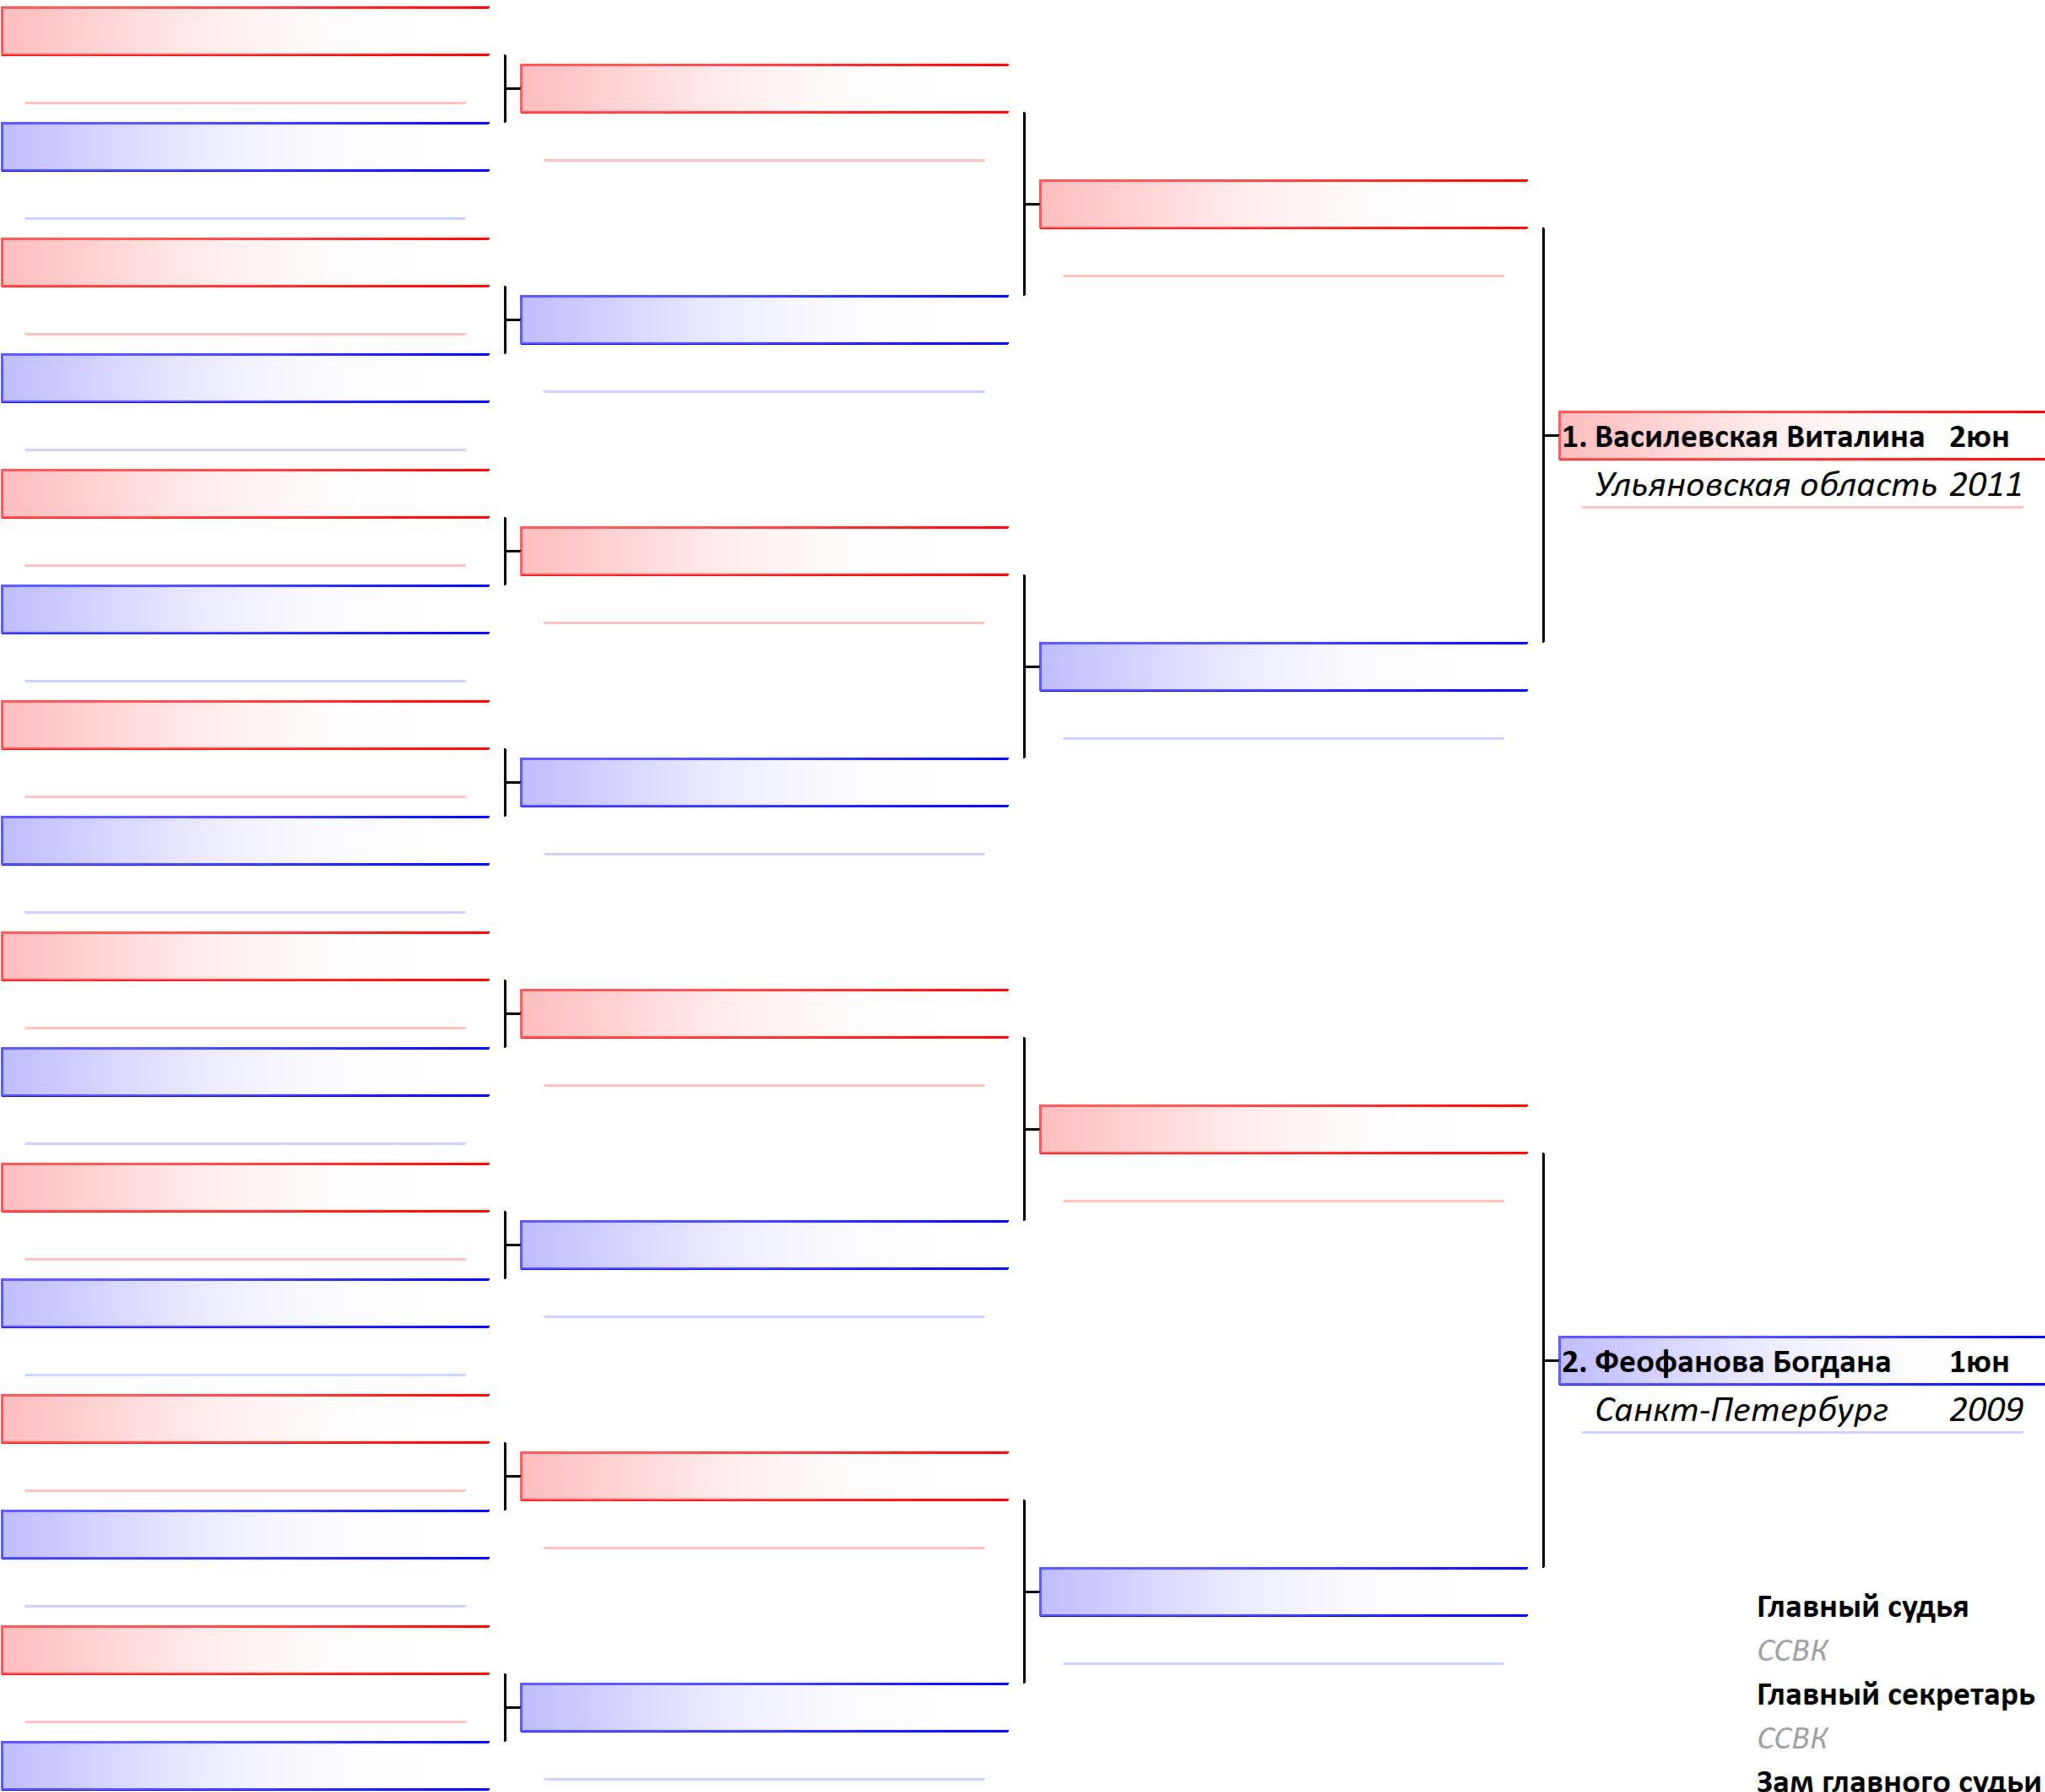 1. Василевская Виталина 2юн
Ульяновская область 2011
2. Феофанова Богдана 1юн
Санкт-Петербург 2009
Главный судья
ССВК
Главный секретарь
ССВК
Зам главного судьи